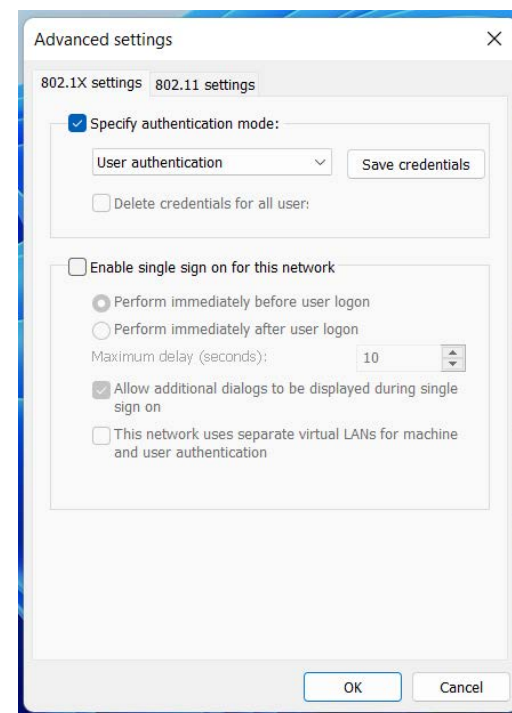 Advanced settings
802.1X settings 802.11 settings
Specify authentication mode:
User authentication Save credentials
Delete credentials for all user:
Enable single sign on for this network
Perform immediately before user logon
Perform immediately after user logon
Maximum delay (seconds): 10
Allow additional dialogs to be displayed during single
sign on
This network uses separate virtual LANs for machine
and user authentication
OK Cancel